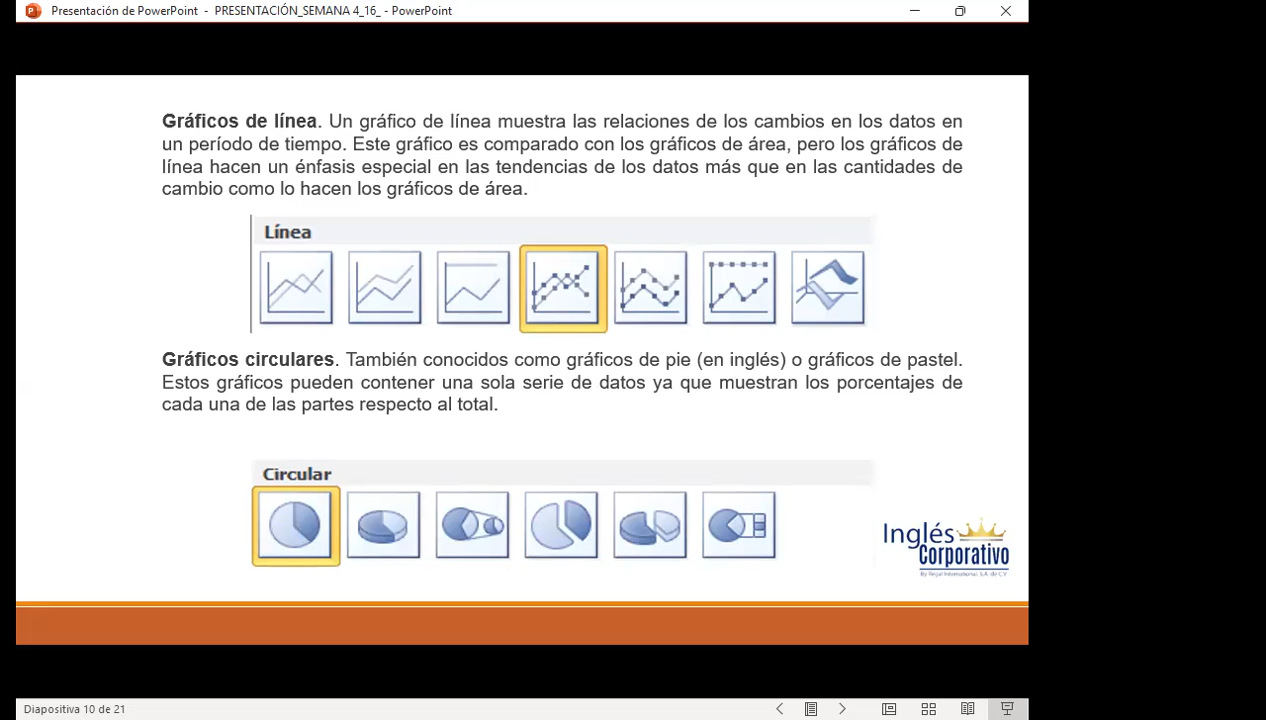 Presentación de PowerPoint - PRESENTACIÓN_SEMANA 4_16_ - PowerPoint
Gráficos de línea. Un gráfico de línea muestra las relaciones de los cambios en los datos en
un período de tiempo. Este gráfico es comparado con los gráficos de área, pero los gráficos de
línea hacen un énfasis especial en las tendencias de los datos más que en las cantidades de
cambio como lo hacen los gráficos de área.
Línea
Gráficos circulares. También conocidos como gráficos de pie (en inglés) o gráficos de pastel.
Estos gráficos pueden contener una sola serie de datos ya que muestran los porcentajes de
cada una de las partes respecto al total.
Circular
Inglés
Corporativo
Diapositiva 10 de 21